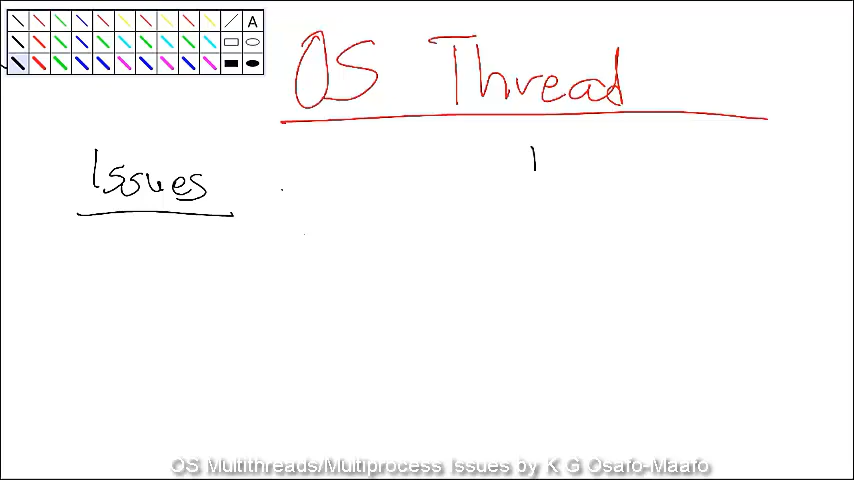 A
OS Thread
Issues
OS Multithreads/Multiprocess Issues by K G Osafo-Maafo